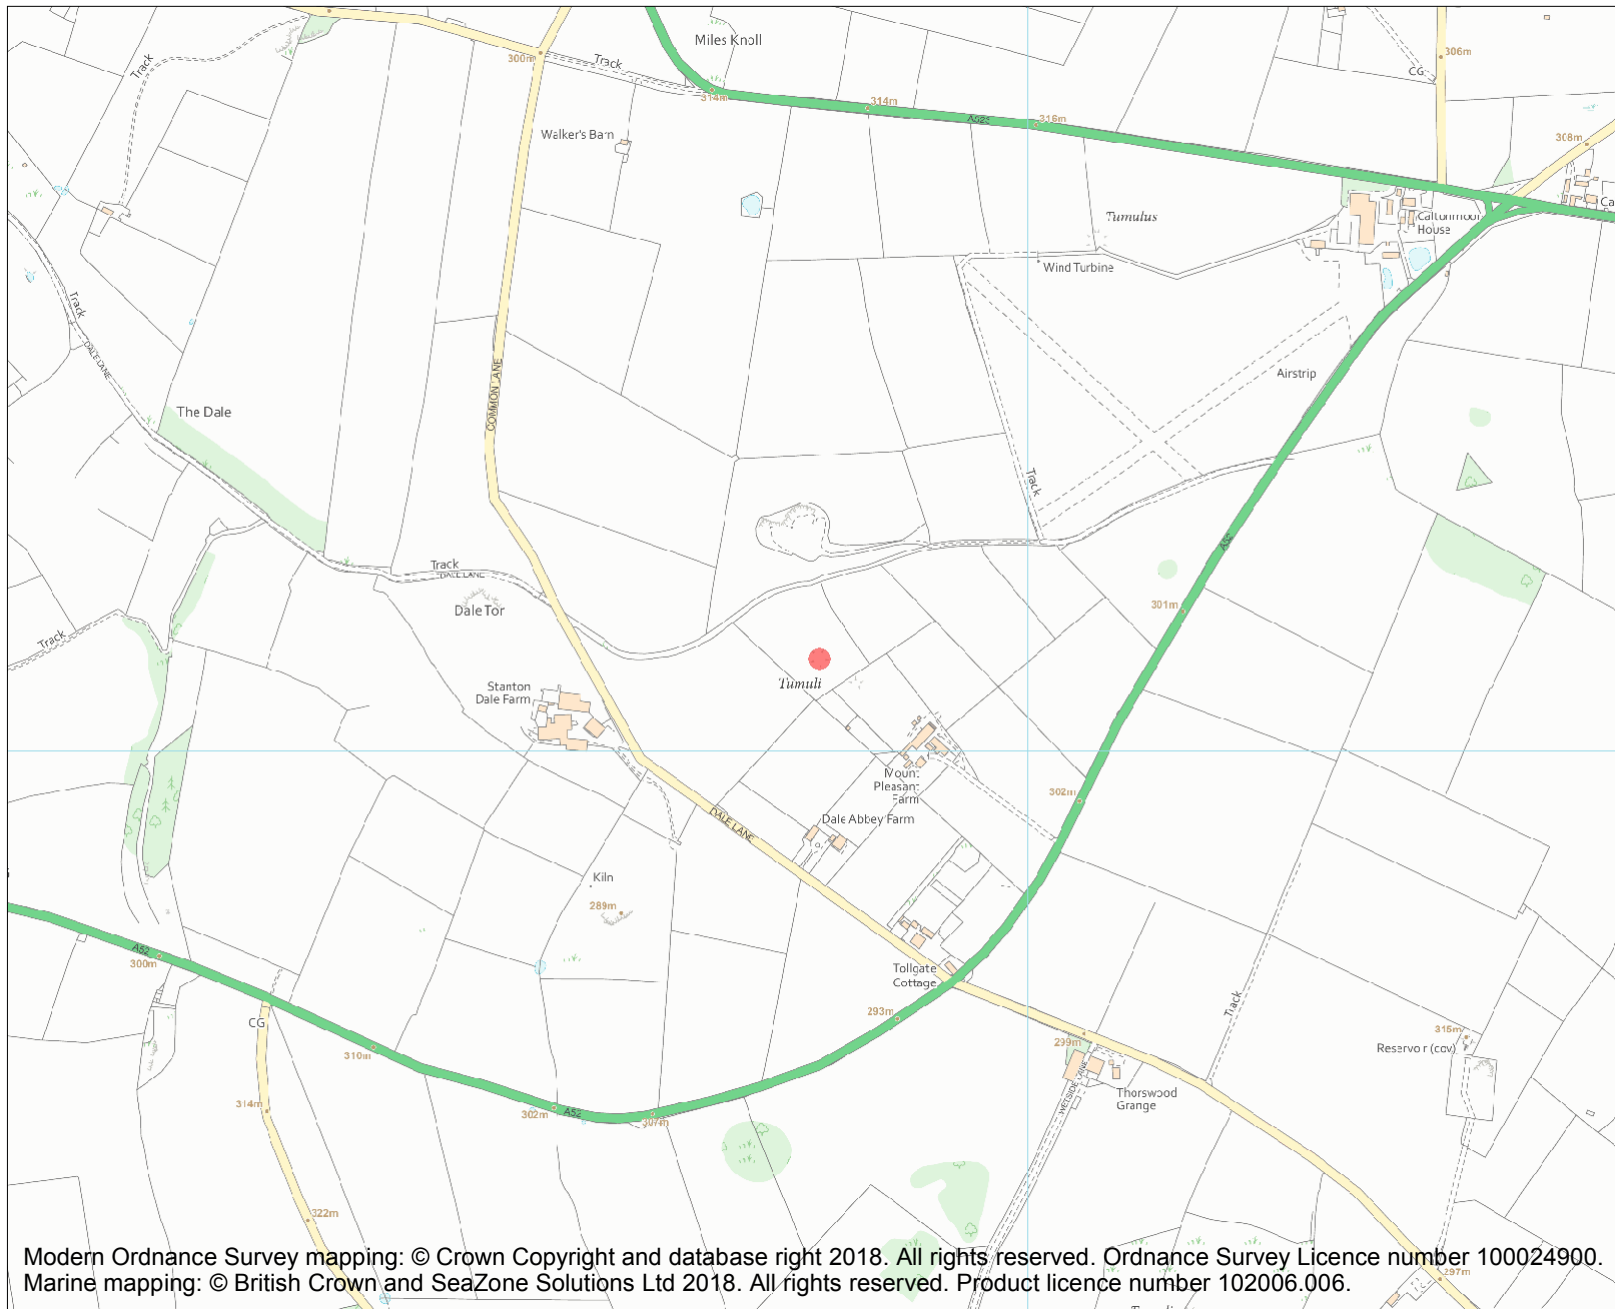 Miles Knoll
Track
Track
300m
314m
314m
316m
306m
CG
308m
Walker's Barn
Tumulus
Caltonmoor
House
Wind Turbine
Track
DALE LANE
COMMON LANE
Airstrip
The Dale
Track
A52
Track
DALE LANE
Dale Tor
301m
Track
Stanton
Dale Farm
Tumuli
Mount
Pleasant
Farm
302m
DALE LANE
Dale Abbey Farm
Kiln
289m
A52
300m
Tollgate
Cottage
293m
CG
310m
299m
Track
315m
Reservoir (cov)
WETSIDE LANE
Thorswood
Grange
314m
302m
A52
307m
322m
297m
Modern Ordnance Survey mapping: © Crown Copyright and database right 2018. All rights reserved. Ordnance Survey Licence number 100024900.
Marine mapping: © British Crown and SeaZone Solutions Ltd 2018. All rights reserved. Product licence number 102006.006.